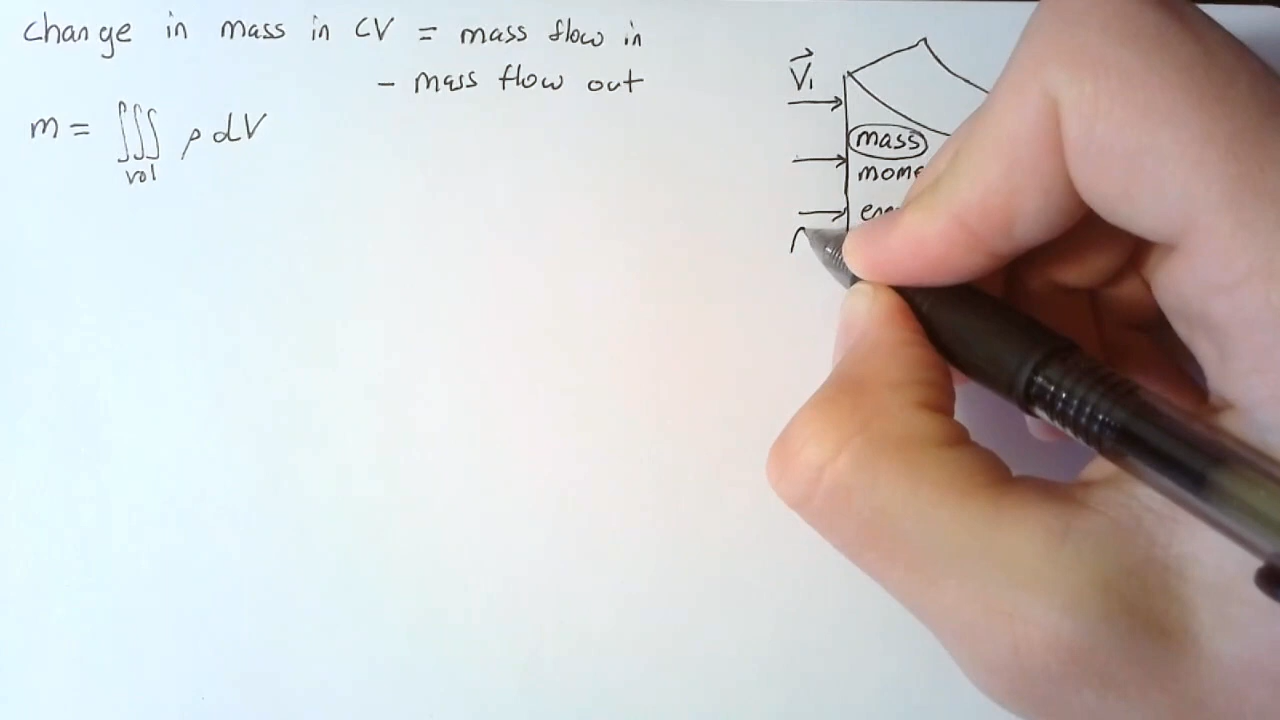 change in mass in CV = mass flow in
- mass flow out
m = ∭ ρ dV
vol
V⃗₁
mass